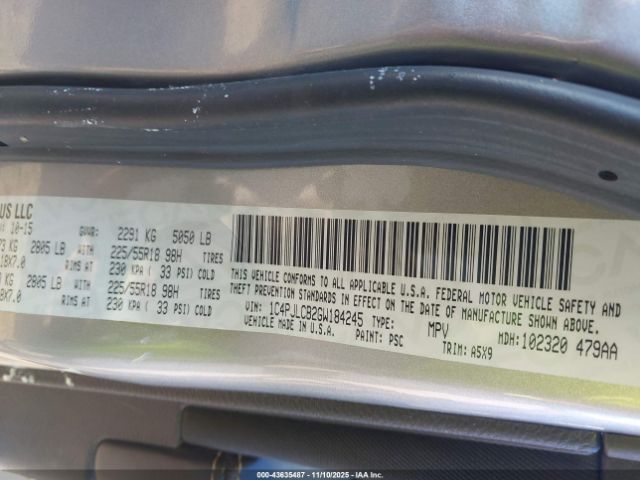 US LLC
10-15
GVWR: 2291 KG 5050 LB
KG 2805 LB WITH 225/55R18 98H TIRES
18X7.0 RIMS AT 230 KPA ( 33 PSI) COLD
KG 2805 LB WITH 225/55R18 98H TIRES
8X7.0 RIMS AT 230 KPA ( 33 PSI) COLD
THIS VEHICLE CONFORMS TO ALL APPLICABLE U.S.A. FEDERAL MOTOR VEHICLE SAFETY AND
THEFT PREVENTION STANDARDS IN EFFECT ON THE DATE OF MANUFACTURE SHOWN ABOVE.
VIN: 1C4PJLCB2GW184245 TYPE: MPV MDH: 102320 479AA
MADE IN U.S.A. PAINT: PSC TRIM: A5X9
000-43635487 - 11/10/2025 - IAA Inc.